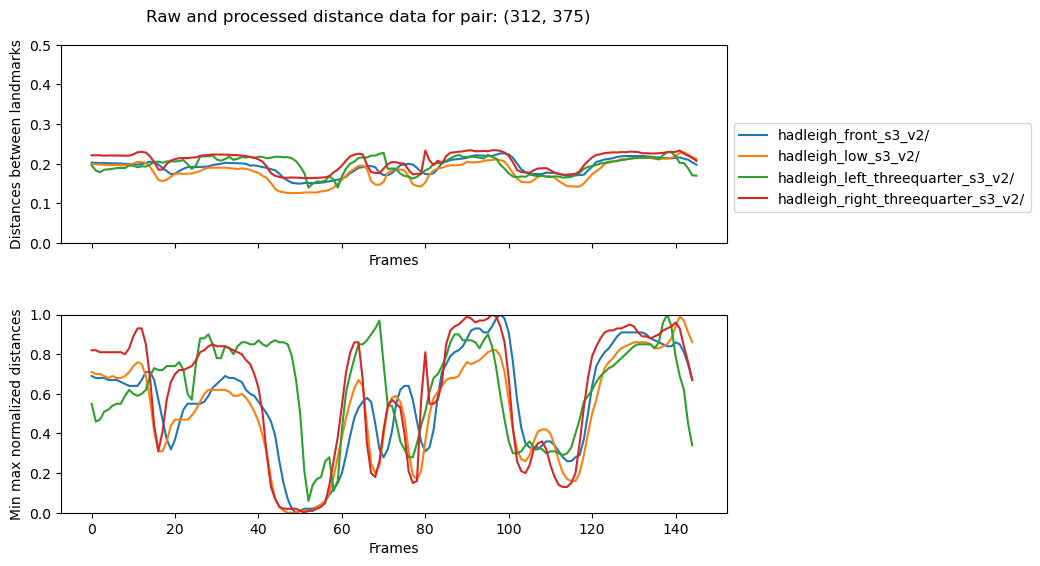 Raw and processed distance data for pair: (312, 375)
Distances between landmarks
0.5
0.4
0.3
0.2
0.1
0.0
Frames
hadleigh_front_s3_v2/
hadleigh_low_s3_v2/
hadleigh_left_threequarter_s3_v2/
hadleigh_right_threequarter_s3_v2/
Min max normalized distances
1.0
0.8
0.6
0.4
0.2
0.0
0 20 40 60 80 100 120 140
Frames